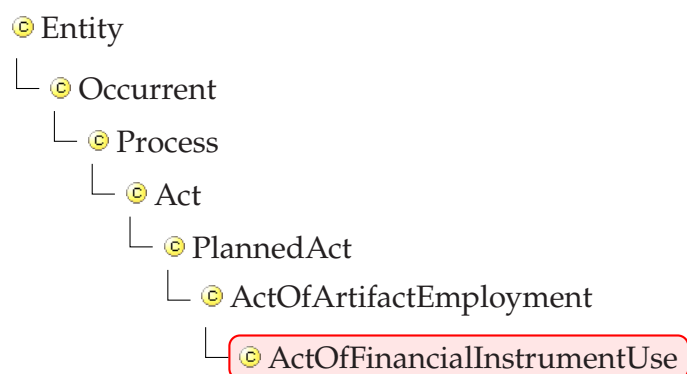 Entity
Occurrent
Process
Act
PlannedAct
ActOfArtifactEmployment
ActOfFinancialInstrumentUse